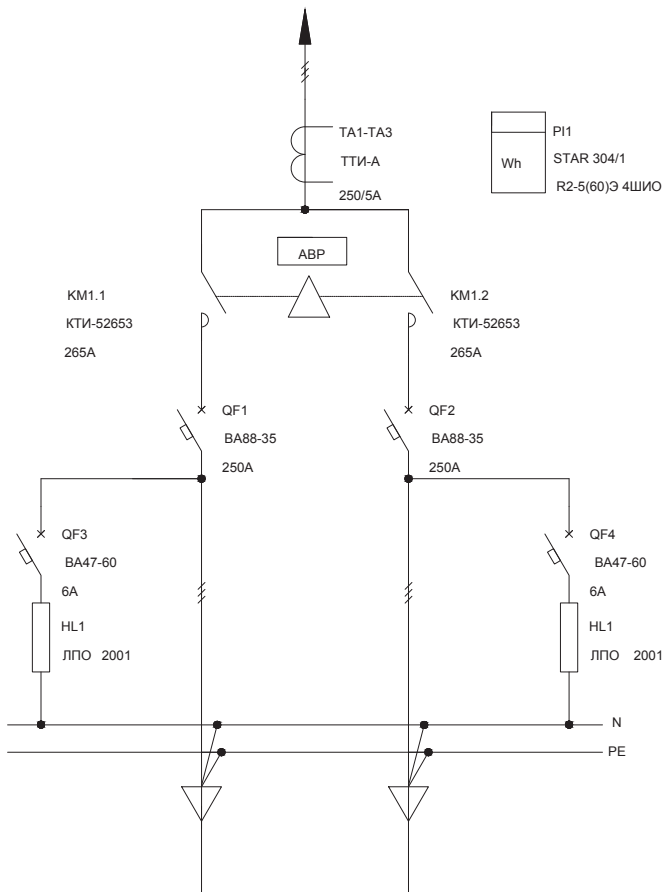 TA1-TA3
ТТИ-А
250/5А
PI1
Wh
STAR 304/1
R2-5(60)Э 4ШИО
АВР
KM1.1
КТИ-52653
265А
KM1.2
КТИ-52653
265А
QF1
ВА88-35
250А
QF2
ВА88-35
250А
QF3
ВА47-60
6А
HL1
ЛПО 2001
QF4
ВА47-60
6А
HL1
ЛПО 2001
N
PE